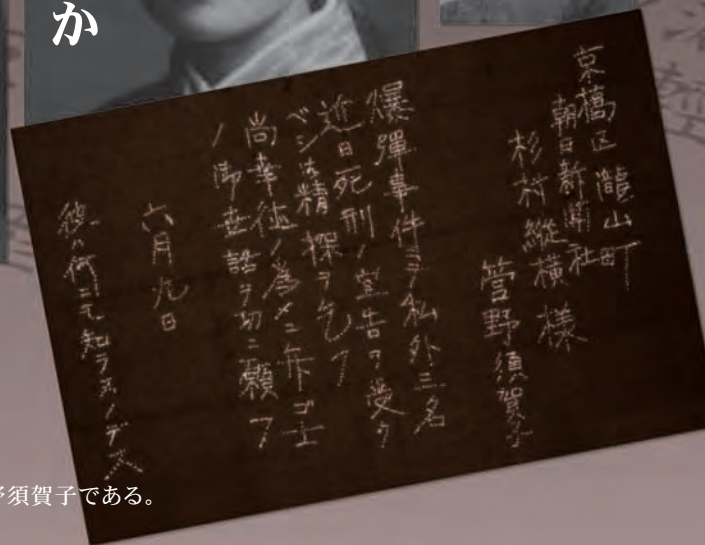 か
京橋区瀧山町
朝日新聞社
杉村縦横様
管野須賀子
爆彈事件ニテ私外三名
近日死刑ノ宣告ヲ受ク
ベシ御精探ヲ乞フ
尚幸徳ノ為メニ弁ゴ士
ノ御世話ヲ切ニ願フ
六月九日
彼ハ何ニモ知ラヌノデス
野須賀子である。